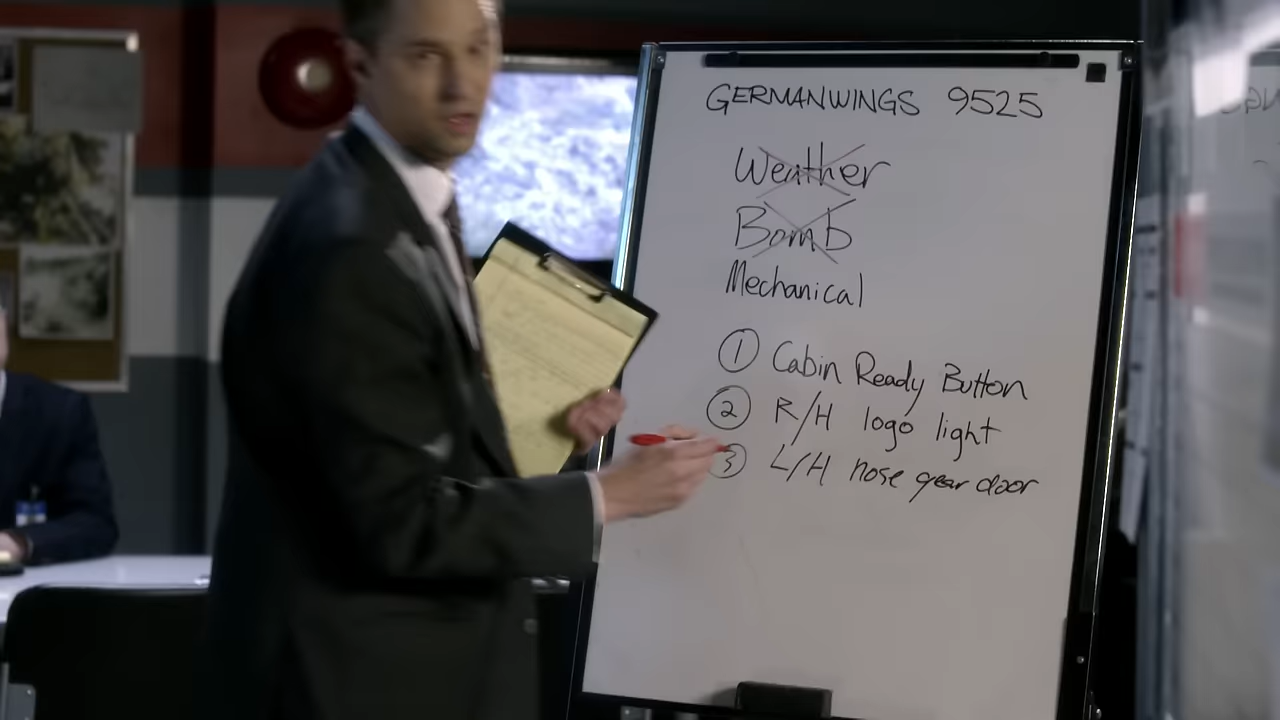 GERMANWINGS 9525
Weather
Bomb
Mechanical
1 Cabin Ready Button
2 R/H logo light
3 L/H nose gear door